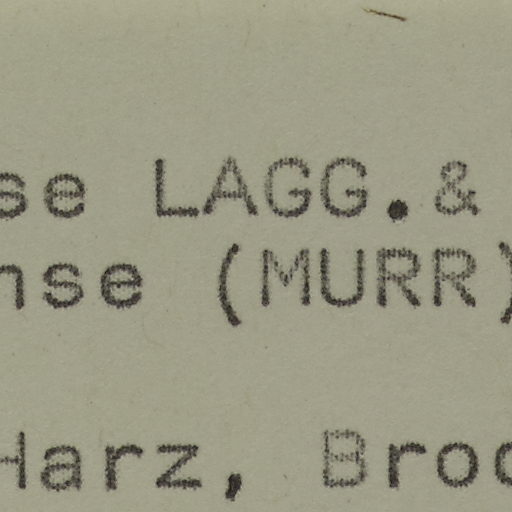 se LAGG.&
nse (MURR)
Harz, Broc